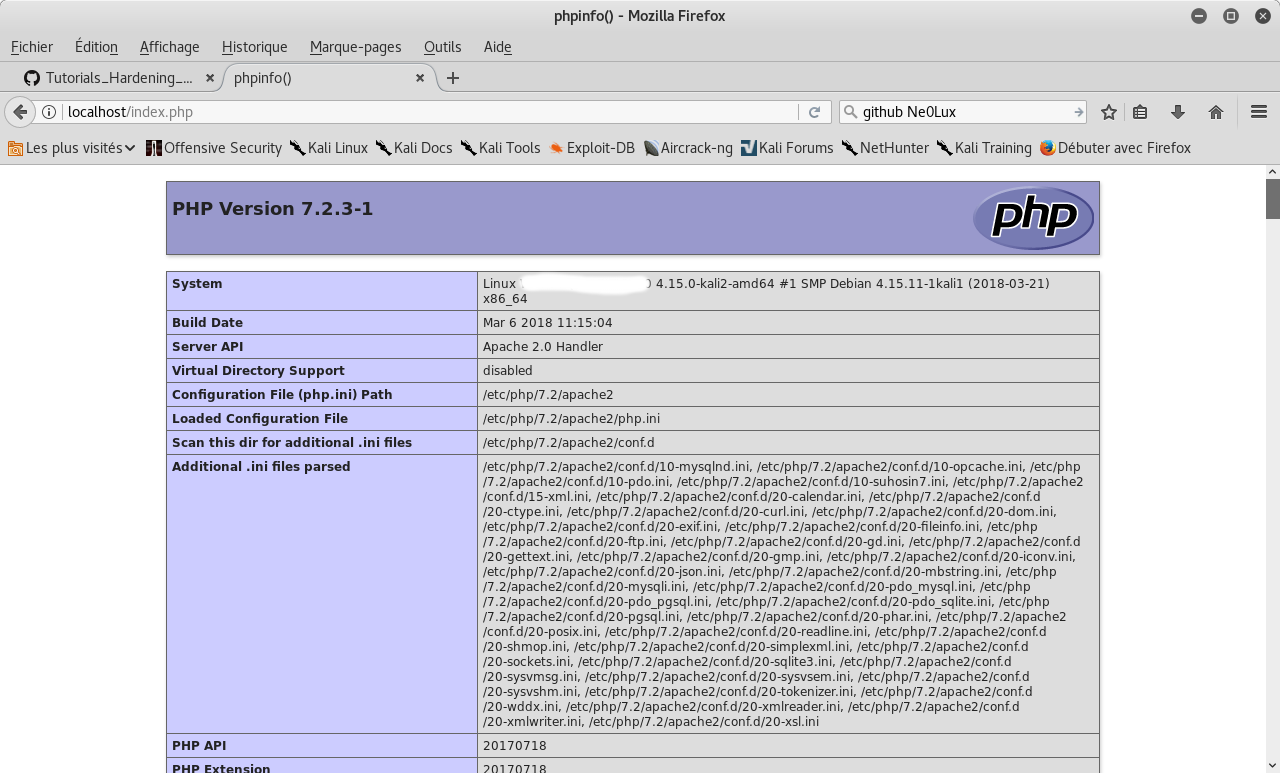 phpinfo() - Mozilla Firefox
Fichier Édition Affichage Historique Marque-pages Outils Aide
Tutorials_Hardening_... phpinfo()
localhost/index.php github Ne0Lux
Les plus visités Offensive Security Kali Linux Kali Docs Kali Tools Exploit-DB Aircrack-ng Kali Forums NetHunter Kali Training Débuter avec Firefox
PHP Version 7.2.3-1
php
System Linux 4.15.0-kali2-amd64 #1 SMP Debian 4.15.11-1kali1 (2018-03-21)
x86_64
Build Date Mar 6 2018 11:15:04
Server API Apache 2.0 Handler
Virtual Directory Support disabled
Configuration File (php.ini) Path /etc/php/7.2/apache2
Loaded Configuration File /etc/php/7.2/apache2/php.ini
Scan this dir for additional .ini files /etc/php/7.2/apache2/conf.d
Additional .ini files parsed /etc/php/7.2/apache2/conf.d/10-mysqlnd.ini, /etc/php/7.2/apache2/conf.d/10-opcache.ini, /etc/php
/7.2/apache2/conf.d/10-pdo.ini, /etc/php/7.2/apache2/conf.d/10-suhosin7.ini, /etc/php/7.2/apache2
/conf.d/15-xml.ini, /etc/php/7.2/apache2/conf.d/20-calendar.ini, /etc/php/7.2/apache2/conf.d
/20-ctype.ini, /etc/php/7.2/apache2/conf.d/20-curl.ini, /etc/php/7.2/apache2/conf.d/20-dom.ini,
/etc/php/7.2/apache2/conf.d/20-exif.ini, /etc/php/7.2/apache2/conf.d/20-fileinfo.ini, /etc/php
/7.2/apache2/conf.d/20-ftp.ini, /etc/php/7.2/apache2/conf.d/20-gd.ini, /etc/php/7.2/apache2/conf.d
/20-gettext.ini, /etc/php/7.2/apache2/conf.d/20-gmp.ini, /etc/php/7.2/apache2/conf.d/20-iconv.ini,
/etc/php/7.2/apache2/conf.d/20-json.ini, /etc/php/7.2/apache2/conf.d/20-mbstring.ini, /etc/php
/7.2/apache2/conf.d/20-mysqli.ini, /etc/php/7.2/apache2/conf.d/20-pdo_mysql.ini, /etc/php
/7.2/apache2/conf.d/20-pdo_pgsql.ini, /etc/php/7.2/apache2/conf.d/20-pdo_sqlite.ini, /etc/php
/7.2/apache2/conf.d/20-pgsql.ini, /etc/php/7.2/apache2/conf.d/20-phar.ini, /etc/php/7.2/apache2
/conf.d/20-posix.ini, /etc/php/7.2/apache2/conf.d/20-readline.ini, /etc/php/7.2/apache2/conf.d
/20-shmop.ini, /etc/php/7.2/apache2/conf.d/20-simplexml.ini, /etc/php/7.2/apache2/conf.d
/20-sockets.ini, /etc/php/7.2/apache2/conf.d/20-sqlite3.ini, /etc/php/7.2/apache2/conf.d
/20-sysvmsg.ini, /etc/php/7.2/apache2/conf.d/20-sysvsem.ini, /etc/php/7.2/apache2/conf.d
/20-sysvshm.ini, /etc/php/7.2/apache2/conf.d/20-tokenizer.ini, /etc/php/7.2/apache2/conf.d
/20-wddx.ini, /etc/php/7.2/apache2/conf.d/20-xmlreader.ini, /etc/php/7.2/apache2/conf.d
/20-xmlwriter.ini, /etc/php/7.2/apache2/conf.d/20-xsl.ini
PHP API 20170718
PHP Extension 20170718